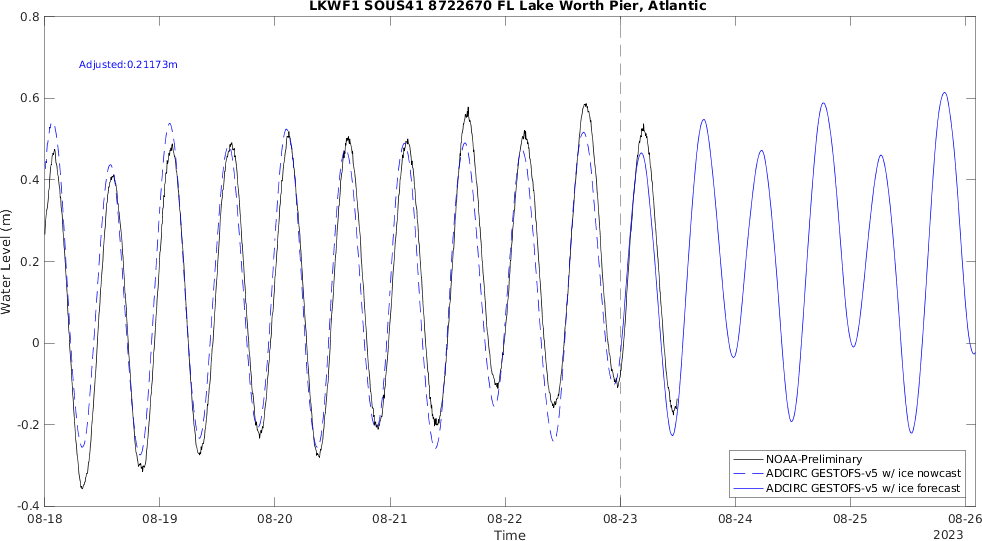 LKWF1 SOUS41 8722670 FL Lake Worth Pier, Atlantic
0.8
Adjusted:0.21173m
0.6
0.4
0.2
0
-0.2
-0.4
Water Level (m)
NOAA-Preliminary
ADCIRC GESTOFS-v5 w/ ice nowcast
ADCIRC GESTOFS-v5 w/ ice forecast
08-18 08-19 08-20 08-21 08-22 08-23 08-24 08-25 08-26
Time
2023